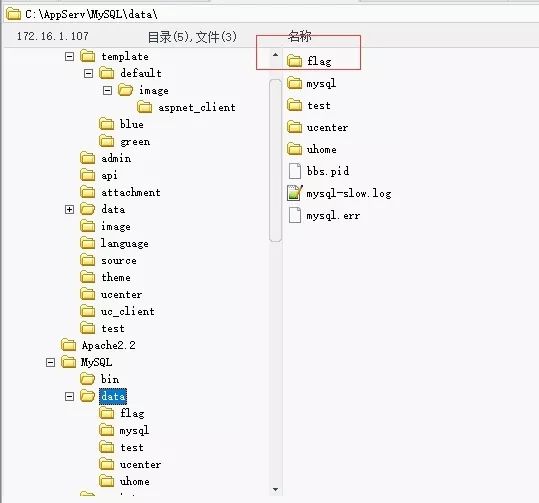 C:\AppServ\MySQL\data\
172.16.1.107 目录(5),文件(3) 名称
template
default
image
aspnet_client
blue
green
admin
api
attachment
data
image
language
source
theme
ucenter
uc_client
test
Apache2.2
MySQL
bin
data
flag
mysql
test
ucenter
uhome
flag
mysql
test
ucenter
uhome
bbs.pid
mysql-slow.log
mysql.err